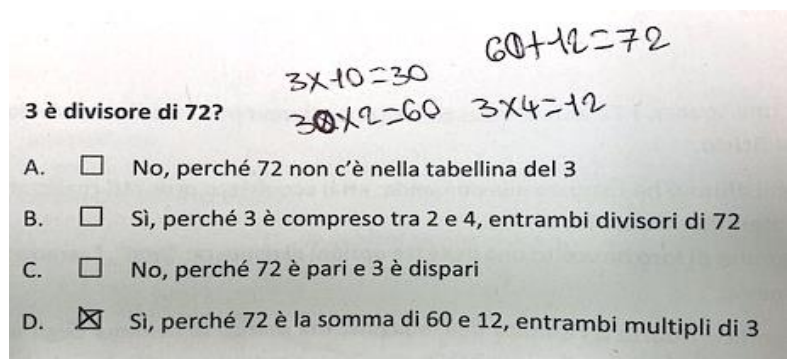 60+12=72
3x10=30
30x2=60 3x4=12
3 è divisore di 72?
A. No, perché 72 non c'è nella tabellina del 3
B. Sì, perché 3 è compreso tra 2 e 4, entrambi divisori di 72
C. No, perché 72 è pari e 3 è dispari
D. Sì, perché 72 è la somma di 60 e 12, entrambi multipli di 3